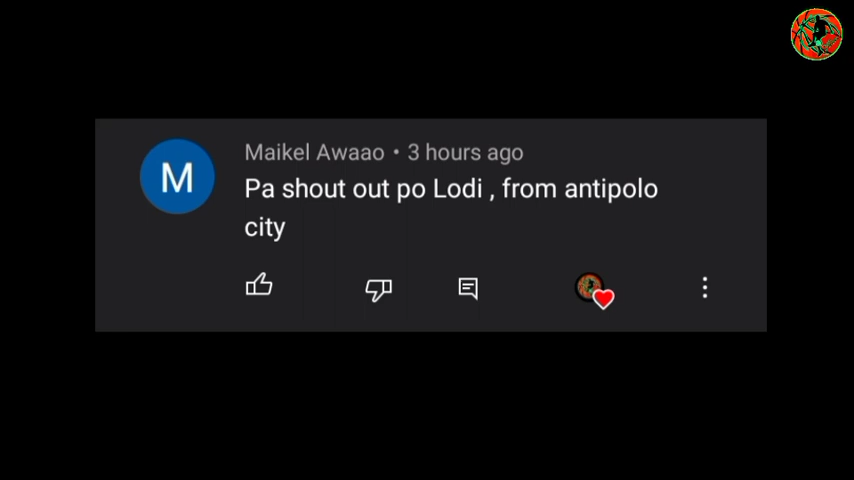 M
Maikel Awaao • 3 hours ago
Pa shout out po Lodi , from antipolo
city